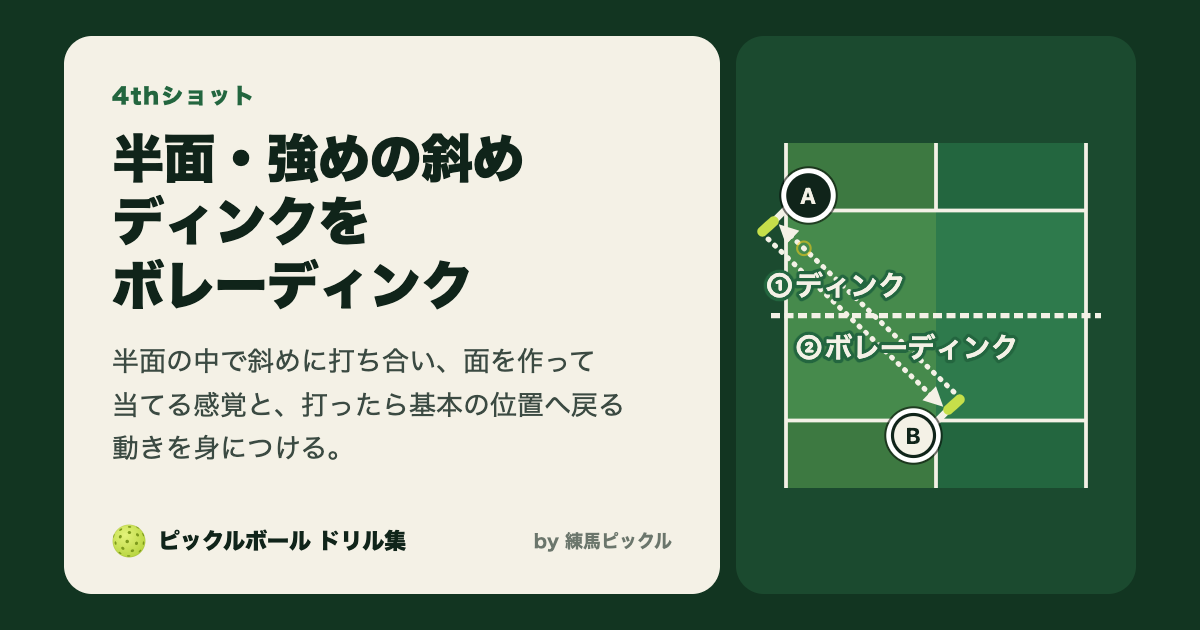 4thショット
半面・強めの斜め
ディンクを
ボレーディンク
半面の中で斜めに打ち合い、面を作って
当てる感覚と、打ったら基本の位置へ戻る
動きを身につける。
ピックルボール ドリル集
by 練馬ピックル
A
①ディンク
②ボレーディンク
B